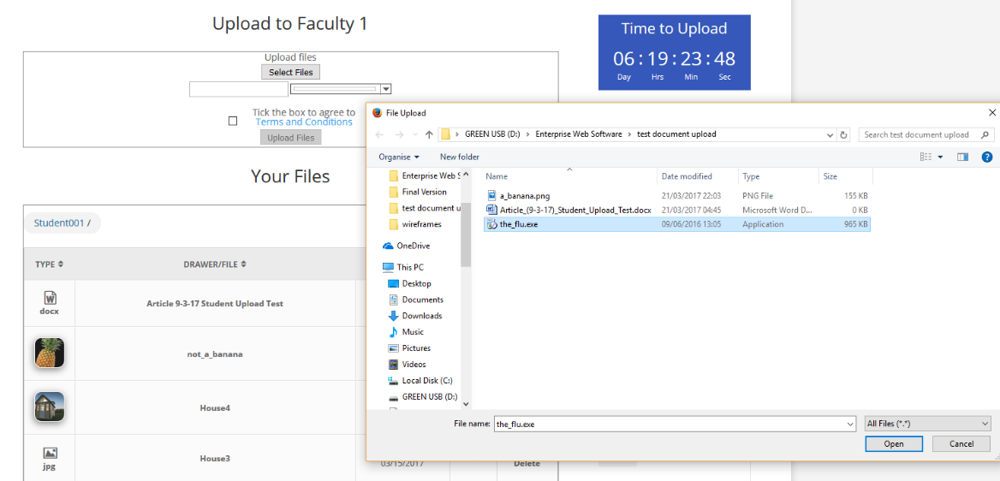 Upload to Faculty 1
Time to Upload
06 : 19 : 23 : 48
Day Hrs Min Sec
Upload files
Select Files
Tick the box to agree to
Terms and Conditions
Upload Files
Your Files
Student001 /
TYPE DRAWER/FILE
docx Article 9-3-17 Student Upload Test
not_a_banana
House4
jpg House3 03/15/2017 Delete
File Upload
GREEN USB (D:) › Enterprise Web Software › test document upload
Search test document upload
Organise New folder
Name Date modified Type Size
a_banana.png 21/03/2017 22:03 PNG File 155 KB
Article_(9-3-17)_Student_Upload_Test.docx 21/03/2017 04:45 Microsoft Word D... 0 KB
the_flu.exe 09/06/2016 13:05 Application 965 KB
Enterprise Web S
Final Version
test document u
wireframes
OneDrive
This PC
Desktop
Documents
Downloads
Music
Pictures
Videos
Local Disk (C:)
GREEN USB (D:)
File name: the_flu.exe All Files (*.*)
Open Cancel